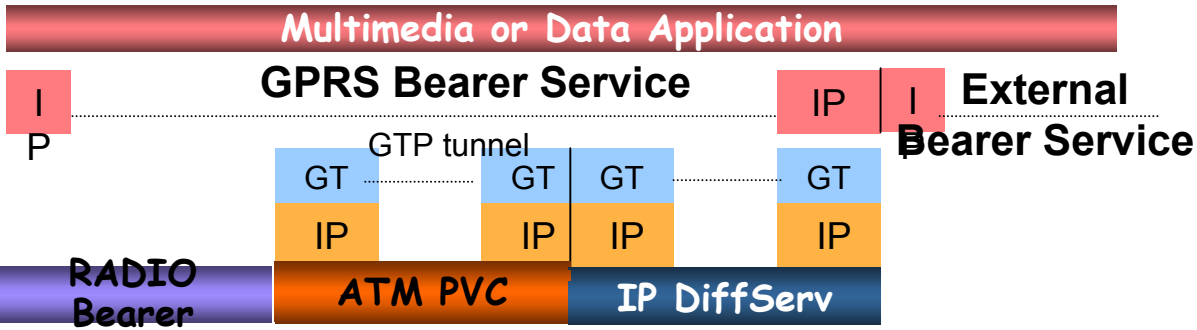 Multimedia or Data Application
GPRS Bearer Service
I
P
IP
I
P
External
Bearer Service
GTP tunnel
GT
GT
GT
GT
IP
IP
IP
IP
RADIO
Bearer
ATM PVC
IP DiffServ